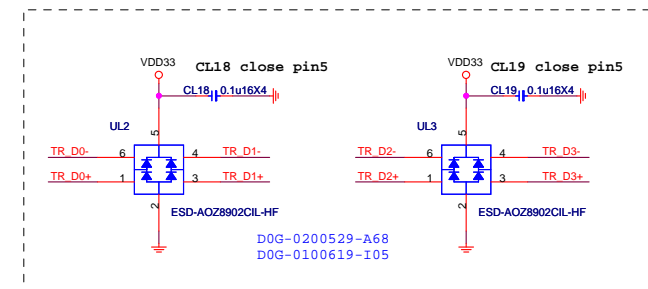 VDD33 CL18 close pin5
CL18 0.1u16X4
UL2
5
TR_D0- 6 4 TR_D1-
TR_D0+ 1 3 TR_D1+
2
ESD-AOZ8902CIL-HF
VDD33 CL19 close pin5
CL19 0.1u16X4
UL3
5
TR_D2- 6 4 TR_D3-
TR_D2+ 1 3 TR_D3+
2
ESD-AOZ8902CIL-HF
D0G-0200529-A68
D0G-0100619-I05